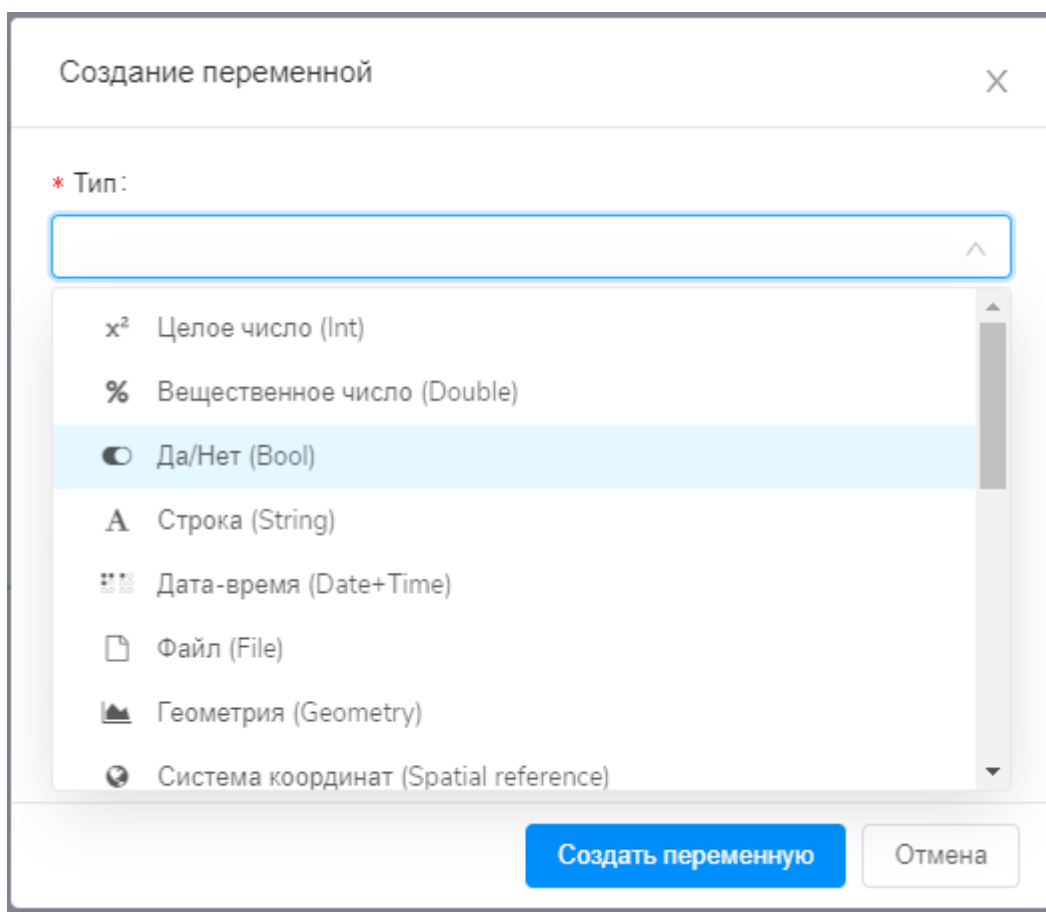 Создание переменной
* Тип:
x² Целое число (Int)
% Вещественное число (Double)
Да/Нет (Bool)
A Строка (String)
Дата-время (Date+Time)
Файл (File)
Геометрия (Geometry)
Система координат (Spatial reference)
Создать переменную Отмена